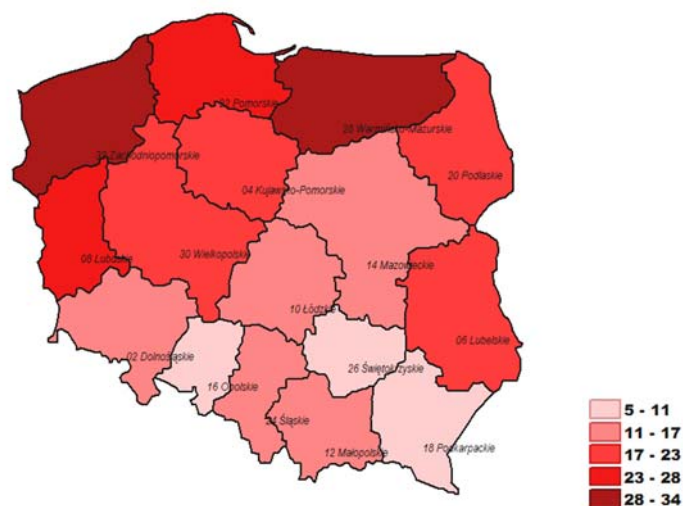 22 Pomorskie
28 Warmińsko-Mazurskie
32 Zachodniopomorskie
20 Podlaskie
04 Kujawsko-Pomorskie
30 Wielkopolskie
08 Lubuskie
14 Mazowieckie
10 Łódzkie
06 Lubelskie
02 Dolnośląskie
26 Świętokrzyskie
16 Opolskie
24 Śląskie
18 Podkarpackie
12 Małopolskie
5 - 11
11 - 17
17 - 23
23 - 28
28 - 34